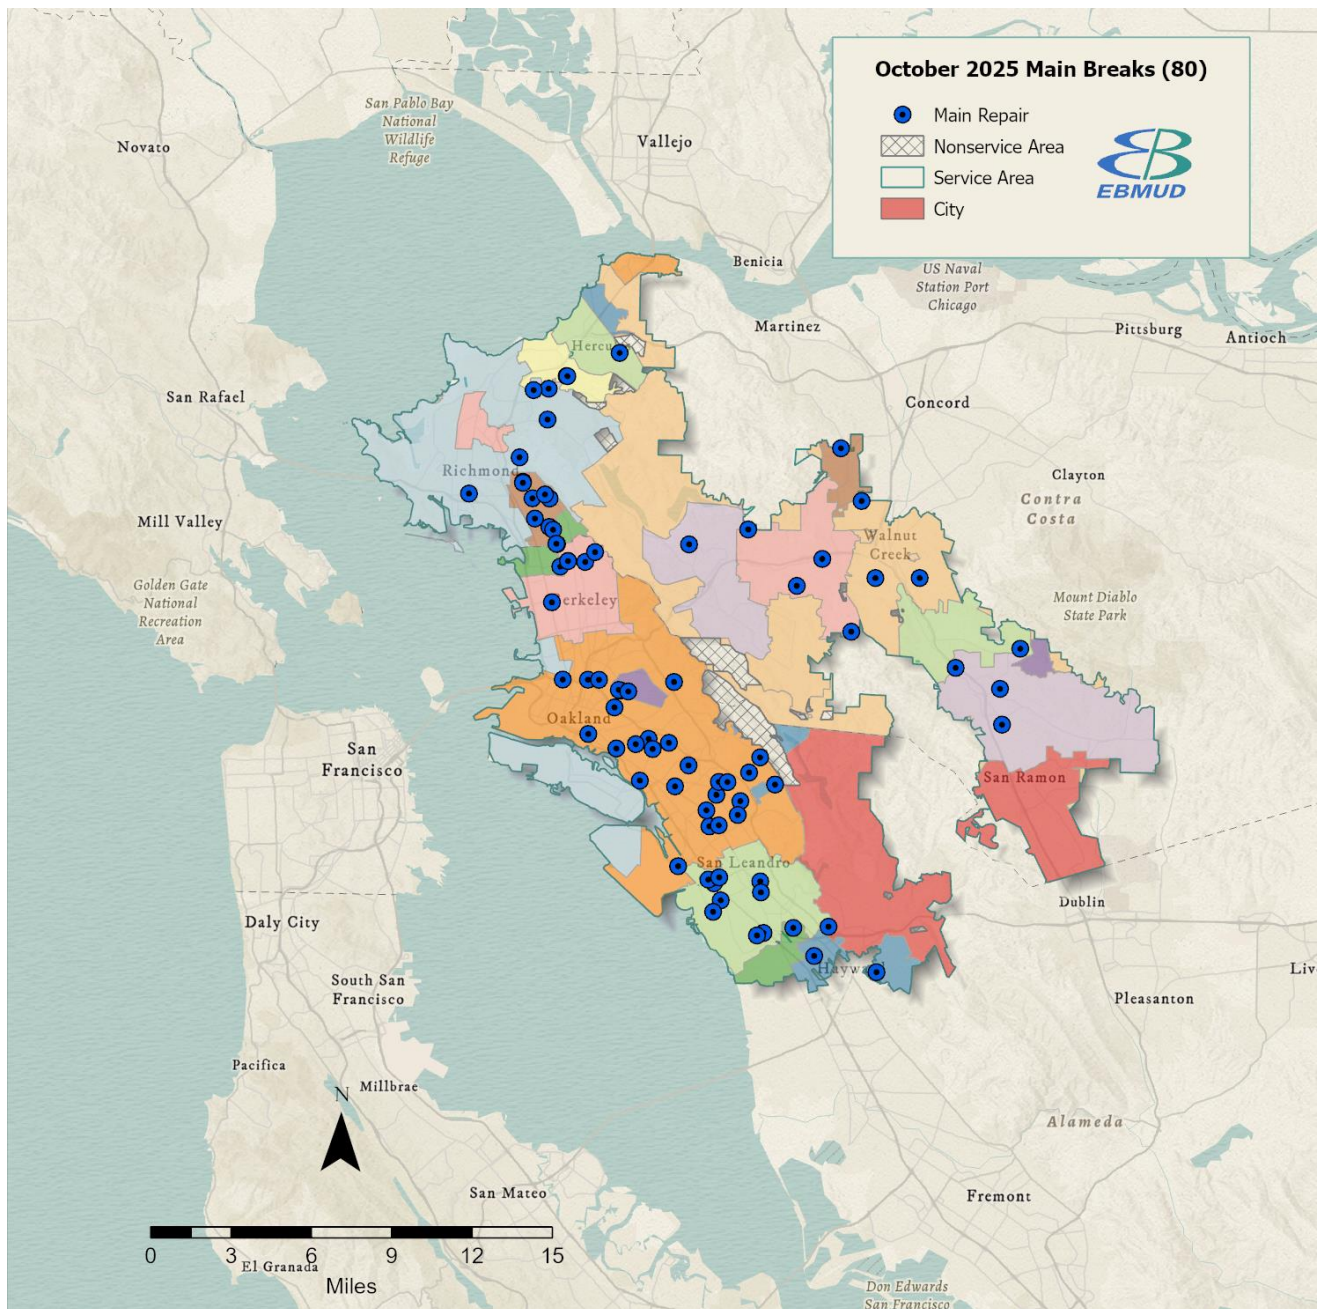 October 2025 Main Breaks (80)
Main Repair
Nonservice Area
Service Area
City
EBMUD
San Pablo Bay
National
Wildlife
Refuge
Novato
Vallejo
Benicia
US Naval
Station Port
Chicago
Martinez
Pittsburg
Antioch
San Rafael
Concord
Richmond
Clayton
Contra
Costa
Mill Valley
Walnut
Creek
Golden Gate
National
Recreation
Area
Mount Diablo
State Park
erkeley
Oakland
San
Francisco
San Ramon
San Leandro
Daly City
Dublin
South San
Francisco
Hayw
Liv
Pleasanton
Pacifica
Millbrae
N
Alameda
San Mateo
Fremont
0 3 6 9 12 15
Miles
El Granada
Don Edwards
San Francisco